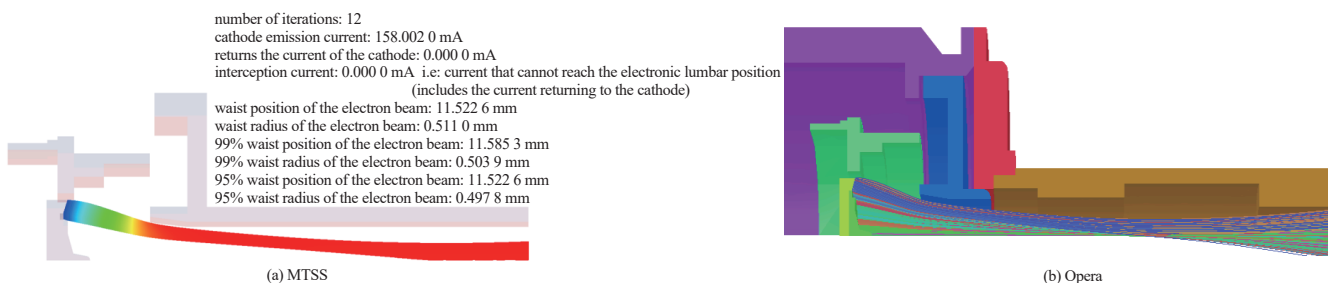 number of iterations: 12
cathode emission current: 158.002 0 mA
returns the current of the cathode: 0.000 0 mA
interception current: 0.000 0 mA i.e: current that cannot reach the electronic lumbar position
(includes the current returning to the cathode)
waist position of the electron beam: 11.522 6 mm
waist radius of the electron beam: 0.511 0 mm
99% waist position of the electron beam: 11.585 3 mm
99% waist radius of the electron beam: 0.503 9 mm
95% waist position of the electron beam: 11.522 6 mm
95% waist radius of the electron beam: 0.497 8 mm
(a) MTSS
(b) Opera